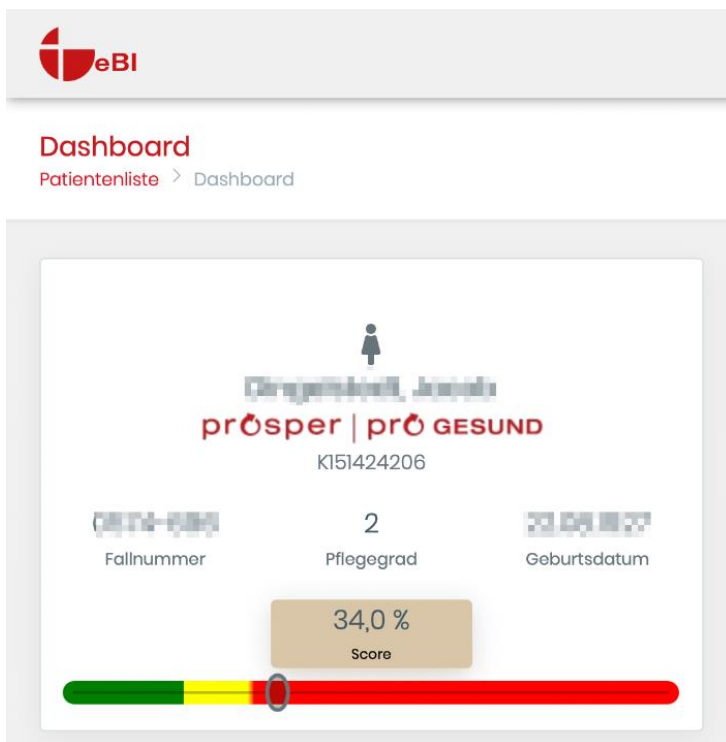 eBI
Dashboard
Patientenliste > Dashboard
prosper | pro GESUND
K151424206
2
Fallnummer
Pflegegrad
Geburtsdatum
34,0 %
Score